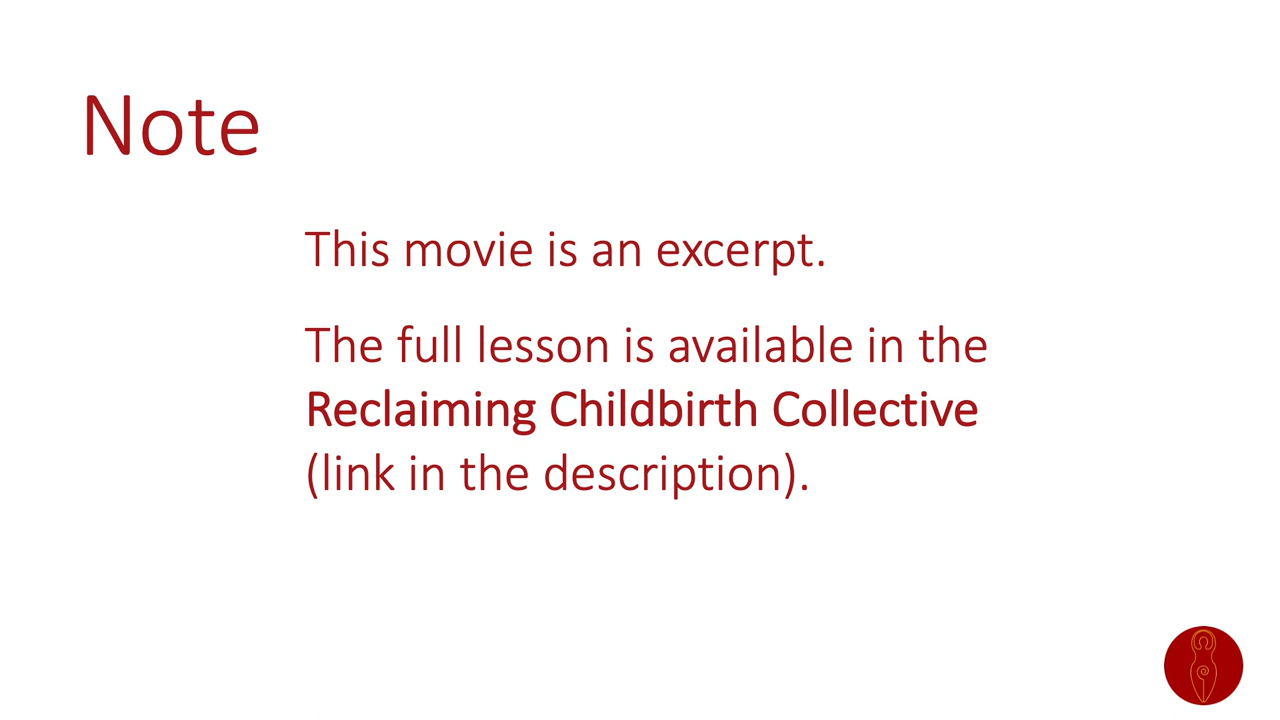 Note
This movie is an excerpt.
The full lesson is available in the
Reclaiming Childbirth Collective
(link in the description).